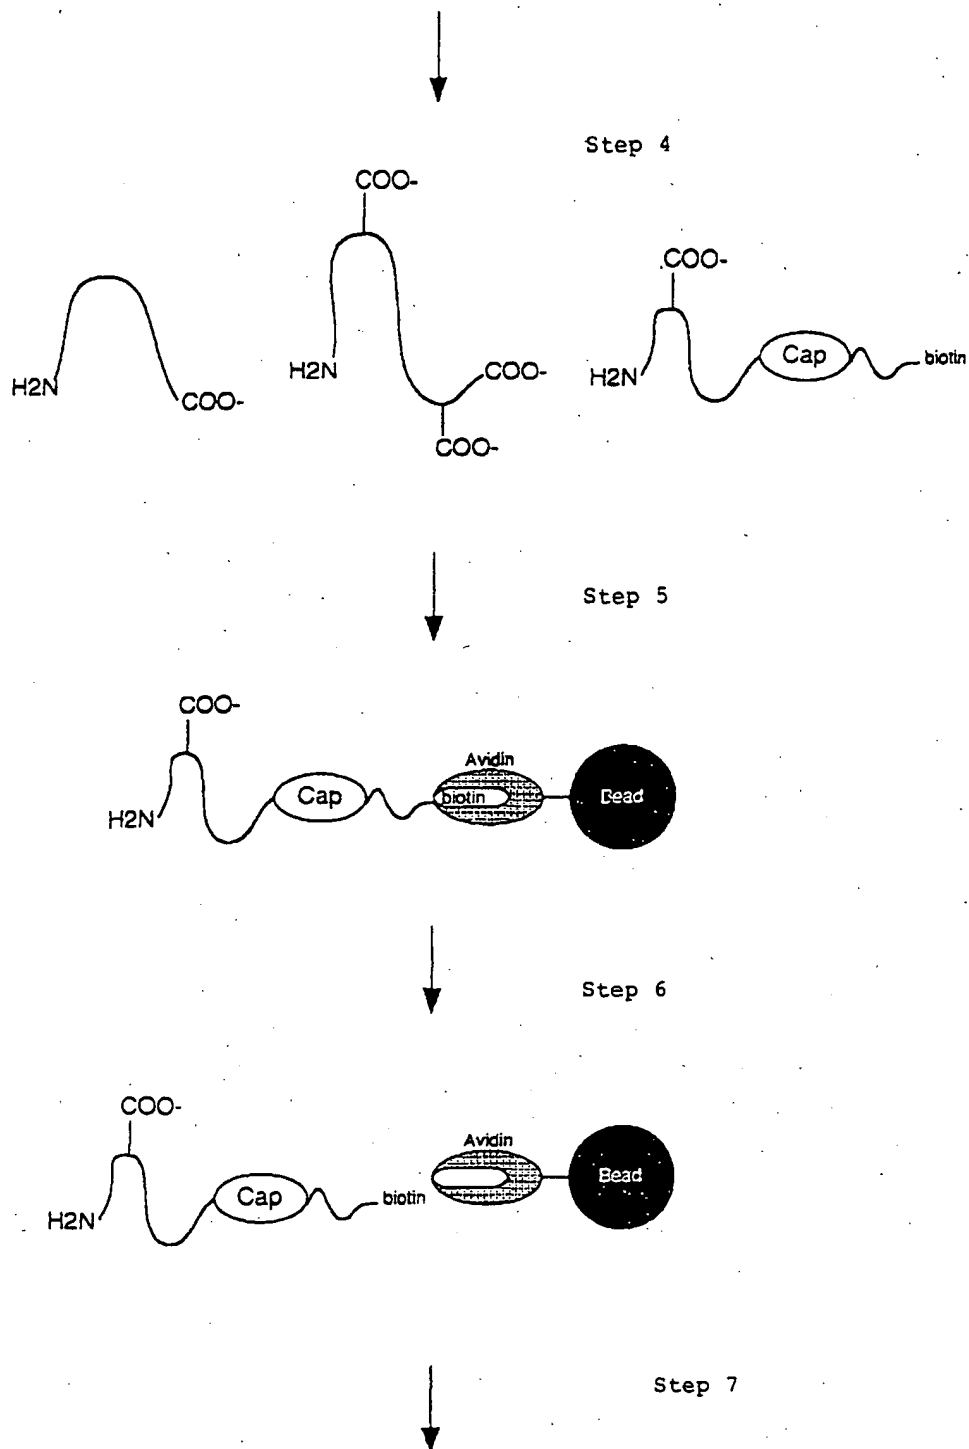 Step 4
COO-
COO-
H2N
COO-
H2N
COO-
COO-
H2N
Cap
biotin
Step 5
COO-
H2N
Cap
Avidin
biotin
Bead
Step 6
COO-
H2N
Cap
biotin
Avidin
Bead
Step 7